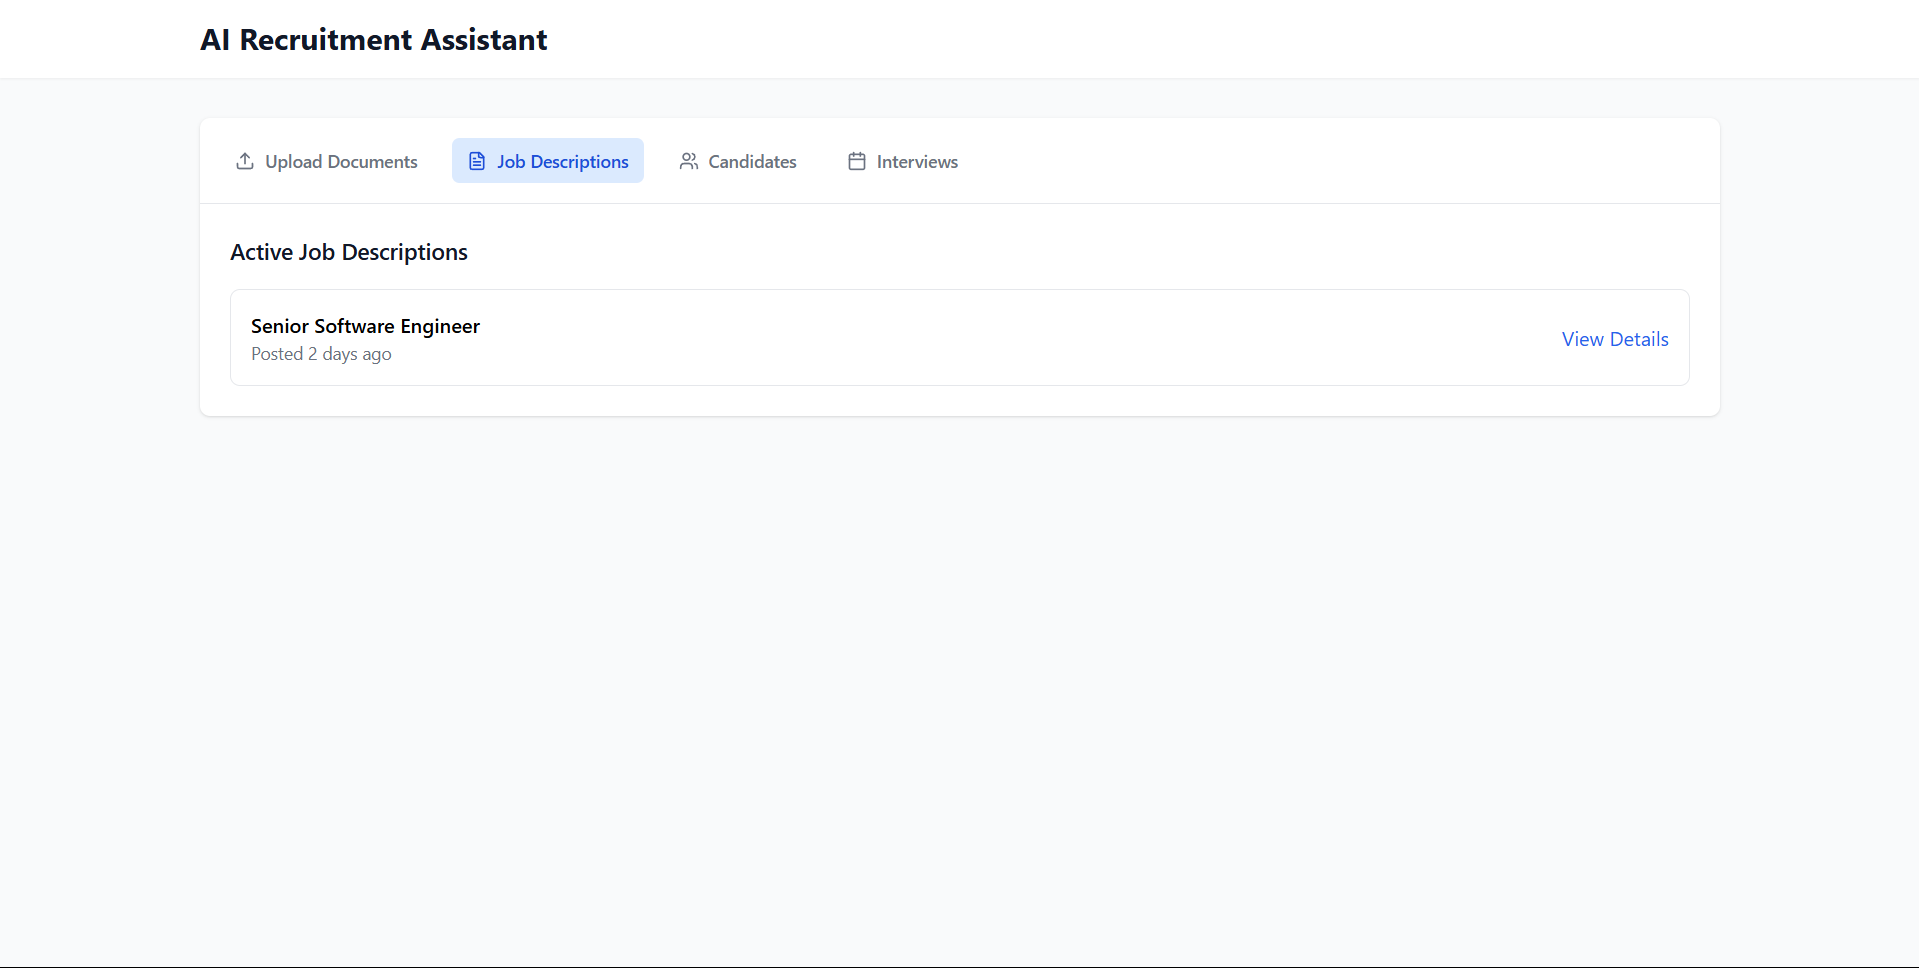 AI Recruitment Assistant
Upload Documents
Job Descriptions
Candidates
Interviews
Active Job Descriptions
Senior Software Engineer
Posted 2 days ago
View Details